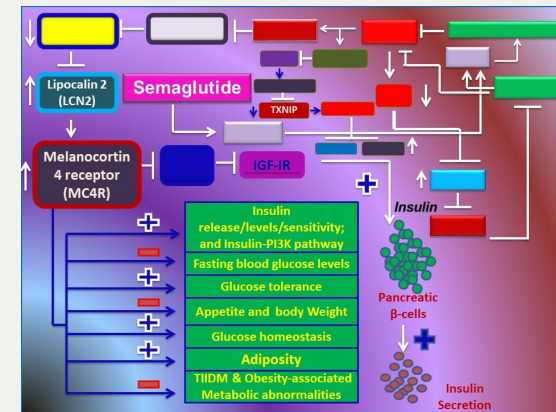 Lipocalin 2
(LCN2)
Semaglutide
TXNIP
Melanocortin
4 receptor
(MC4R)
IGF-IR
Insulin
Insulin
release/levels/sensitivity;
and Insulin-PI3K pathway
Fasting blood glucose levels
Glucose tolerance
Appetite and body Weight
Glucose homeostasis
Adiposity
TIIDM & Obesity-associated
Metabolic abnormalities
Pancreatic
β-cells
Insulin
Secretion